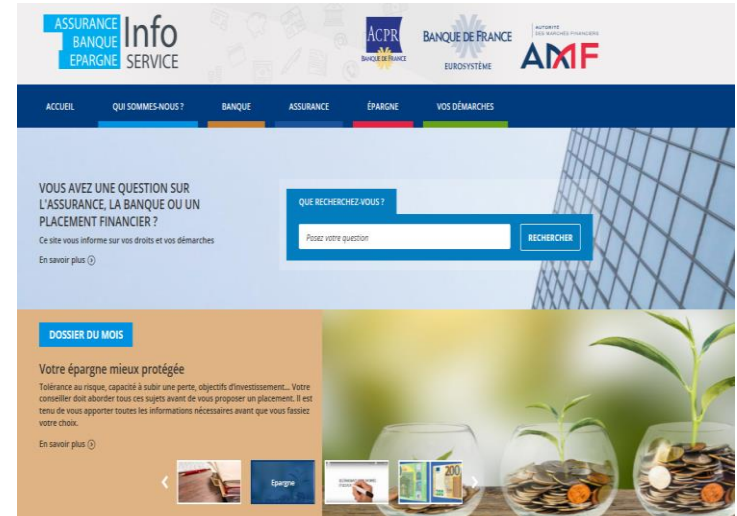 ASSURANCE
BANQUE
EPARGNE
Info
SERVICE
ACPR
BANQUE DE FRANCE
BANQUE DE FRANCE
EUROSYSTÈME
AUTORITÉ
DES MARCHÉS FINANCIERS
AMF
ACCUEIL QUI SOMMES-NOUS ? BANQUE ASSURANCE ÉPARGNE VOS DÉMARCHES
VOUS AVEZ UNE QUESTION SUR
L'ASSURANCE, LA BANQUE OU UN
PLACEMENT FINANCIER ?
Ce site vous informe sur vos droits et vos démarches
En savoir plus
QUE RECHERCHEZ-VOUS ?
Posez votre question
RECHERCHER
DOSSIER DU MOIS
Votre épargne mieux protégée
Tolérance au risque, capacité à subir une perte, objectifs d'investissement... Votre
conseiller doit aborder tous ces sujets avant de vous proposer un placement. Il est
tenu de vous apporter toutes les informations nécessaires avant que vous fassiez
votre choix.
En savoir plus
Epargne
200